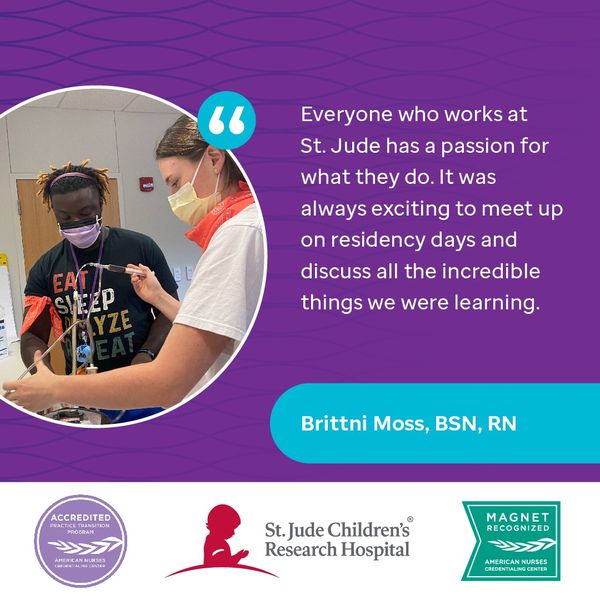 Everyone who works at
St. Jude has a passion for
what they do. It was
always exciting to meet up
on residency days and
discuss all the incredible
things we were learning.
EAT
SLEEP
EAT
Brittni Moss, BSN, RN
ACCREDITED
PRACTICE TRANSITION
PROGRAM
AMERICAN NURSES
CREDENTIALING CENTER
St. Jude Children's®
Research Hospital
MAGNET
RECOGNIZED
AMERICAN NURSES
CREDENTIALING CENTER